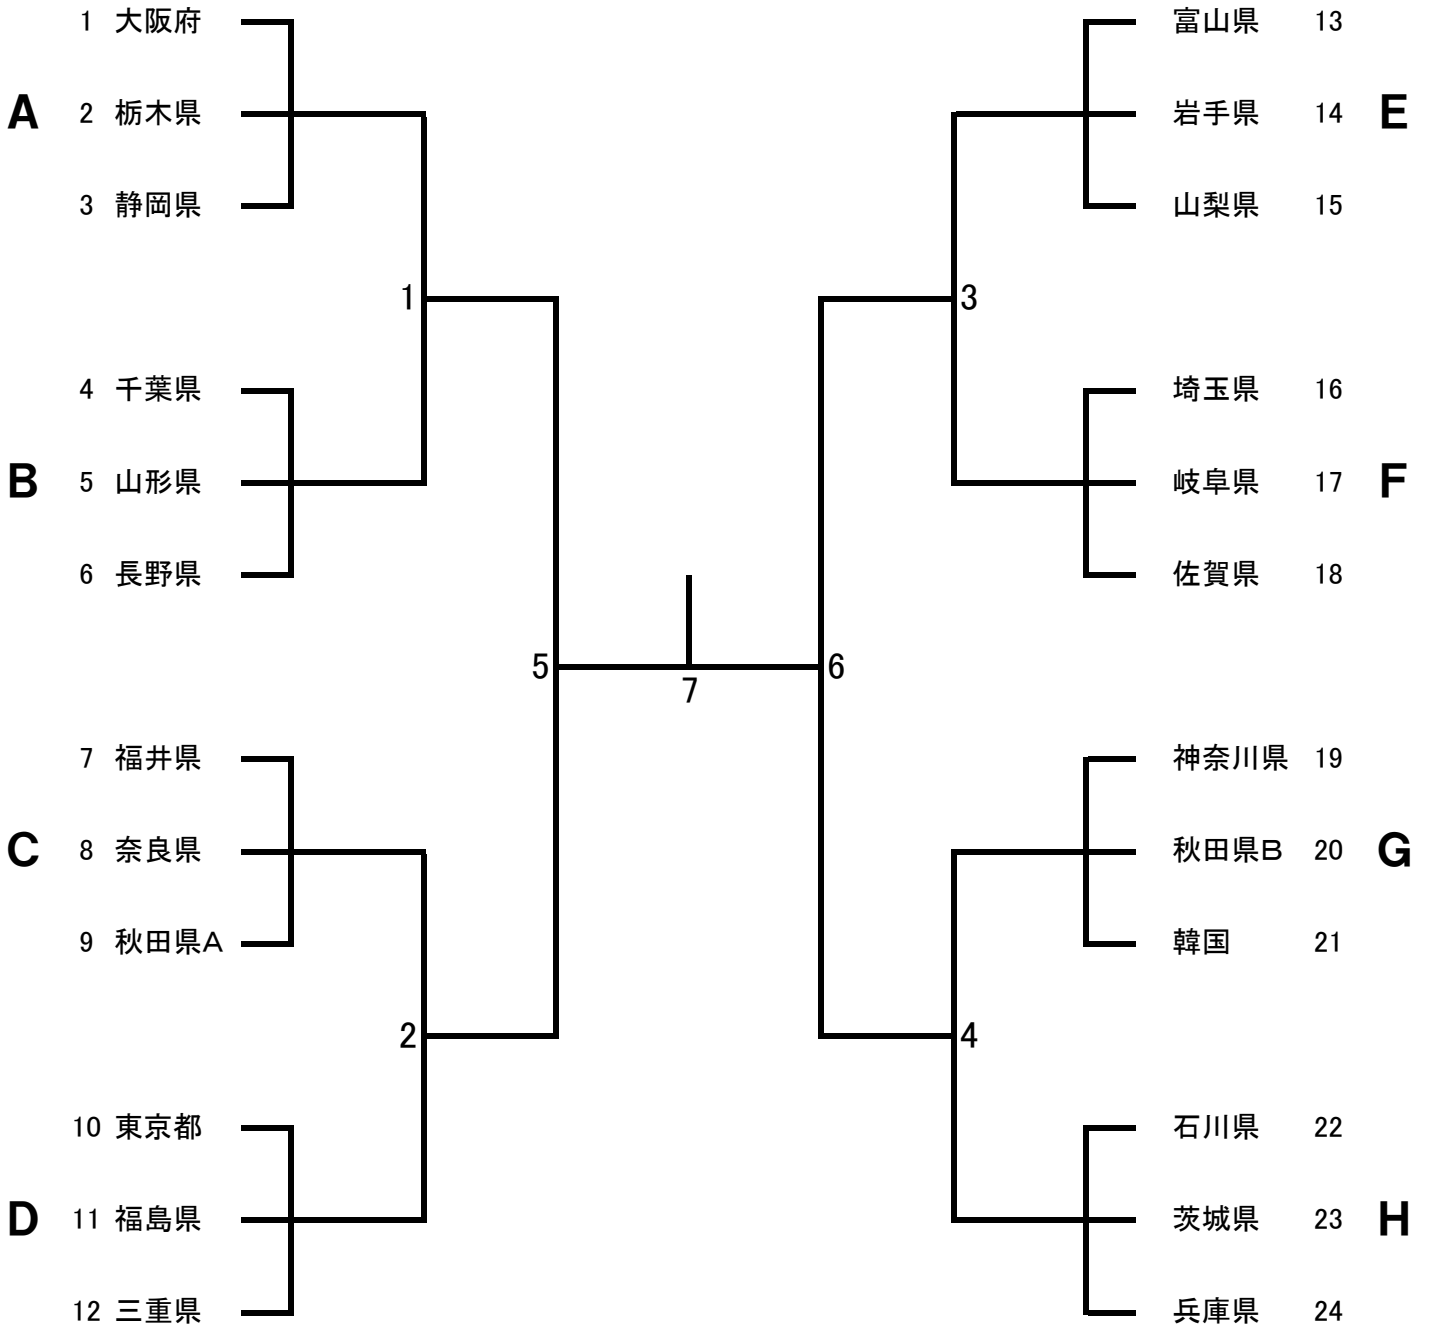 1 大阪府
A 2 栃木県
3 静岡県
1
4 千葉県
B 5 山形県
6 長野県
5
7 福井県
C 8 奈良県
9 秋田県A
2
10 東京都
D 11 福島県
12 三重県
7
富山県 13
岩手県 14 E
山梨県 15
3
埼玉県 16
岐阜県 17 F
佐賀県 18
6
神奈川県 19
秋田県B 20 G
韓国 21
4
石川県 22
茨城県 23 H
兵庫県 24